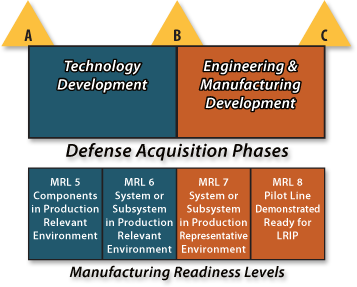 A
B
C
Technology
Development
Engineering &
Manufacturing
Development
Defense Acquisition Phases
MRL 5
Components
in Production
Relevant
Environment
MRL 6
System or
Subsystem
in Production
Relevant
Environment
MRL 7
System or
Subsystem
in Production
Representative
Environment
MRL 8
Pilot Line
Demonstrated
Ready for
LRIP
Manufacturing Readiness Levels